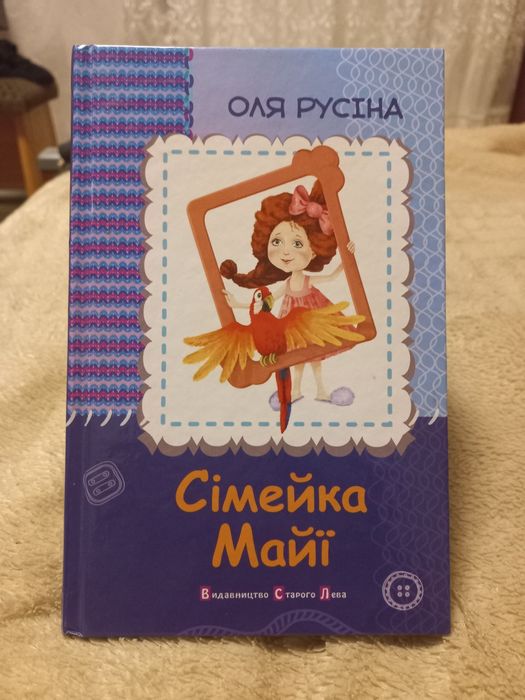 ОЛЯ РУСІНА
Сімейка
Майї
Видавництво Старого Лева